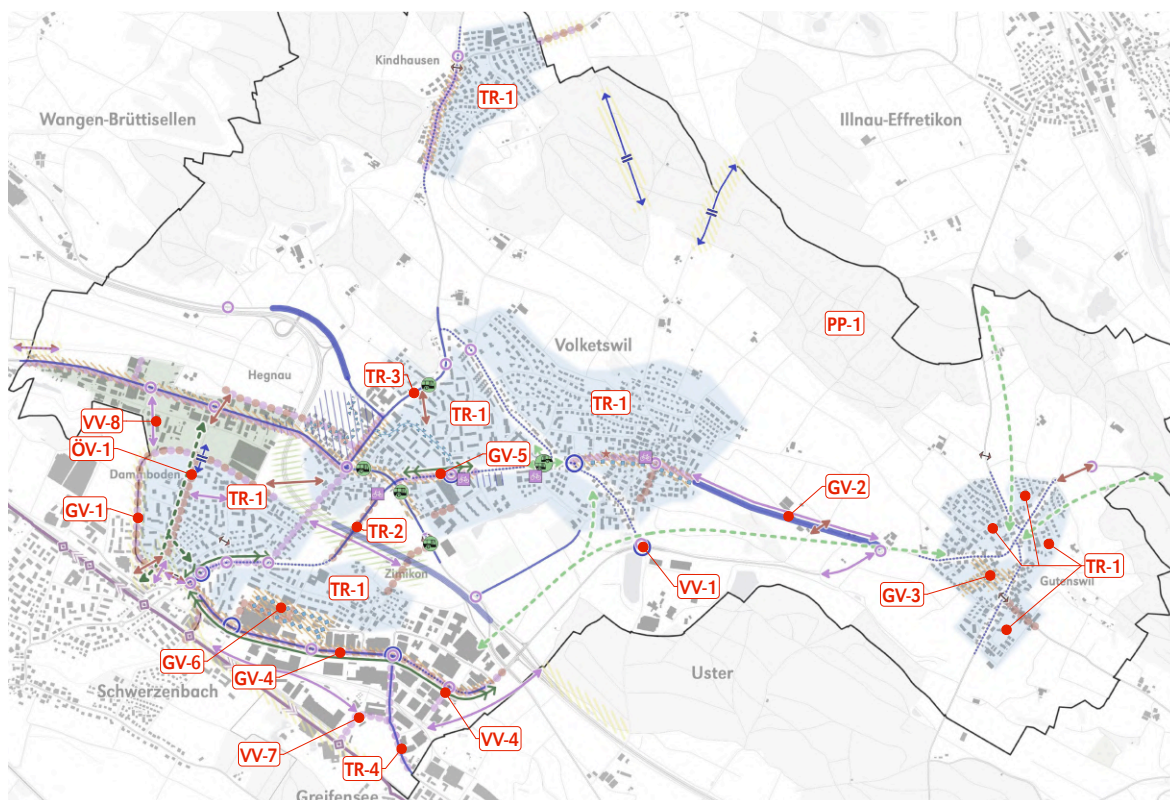 Kindhausen
TR-1
Wangen-Brüttisellen
Illnau-Effretikon
PP-1
Volketswil
Hegnau
TR-3
TR-1
TR-1
VV-8
ÖV-1
GV-5
Dammboden
TR-1
GV-2
GV-1
TR-2
VV-1
TR-1
Zimikon
TR-1
Gutenswil
GV-3
GV-6
GV-4
Uster
Schwerzenbach
VV-4
VV-7
TR-4
Greifensee